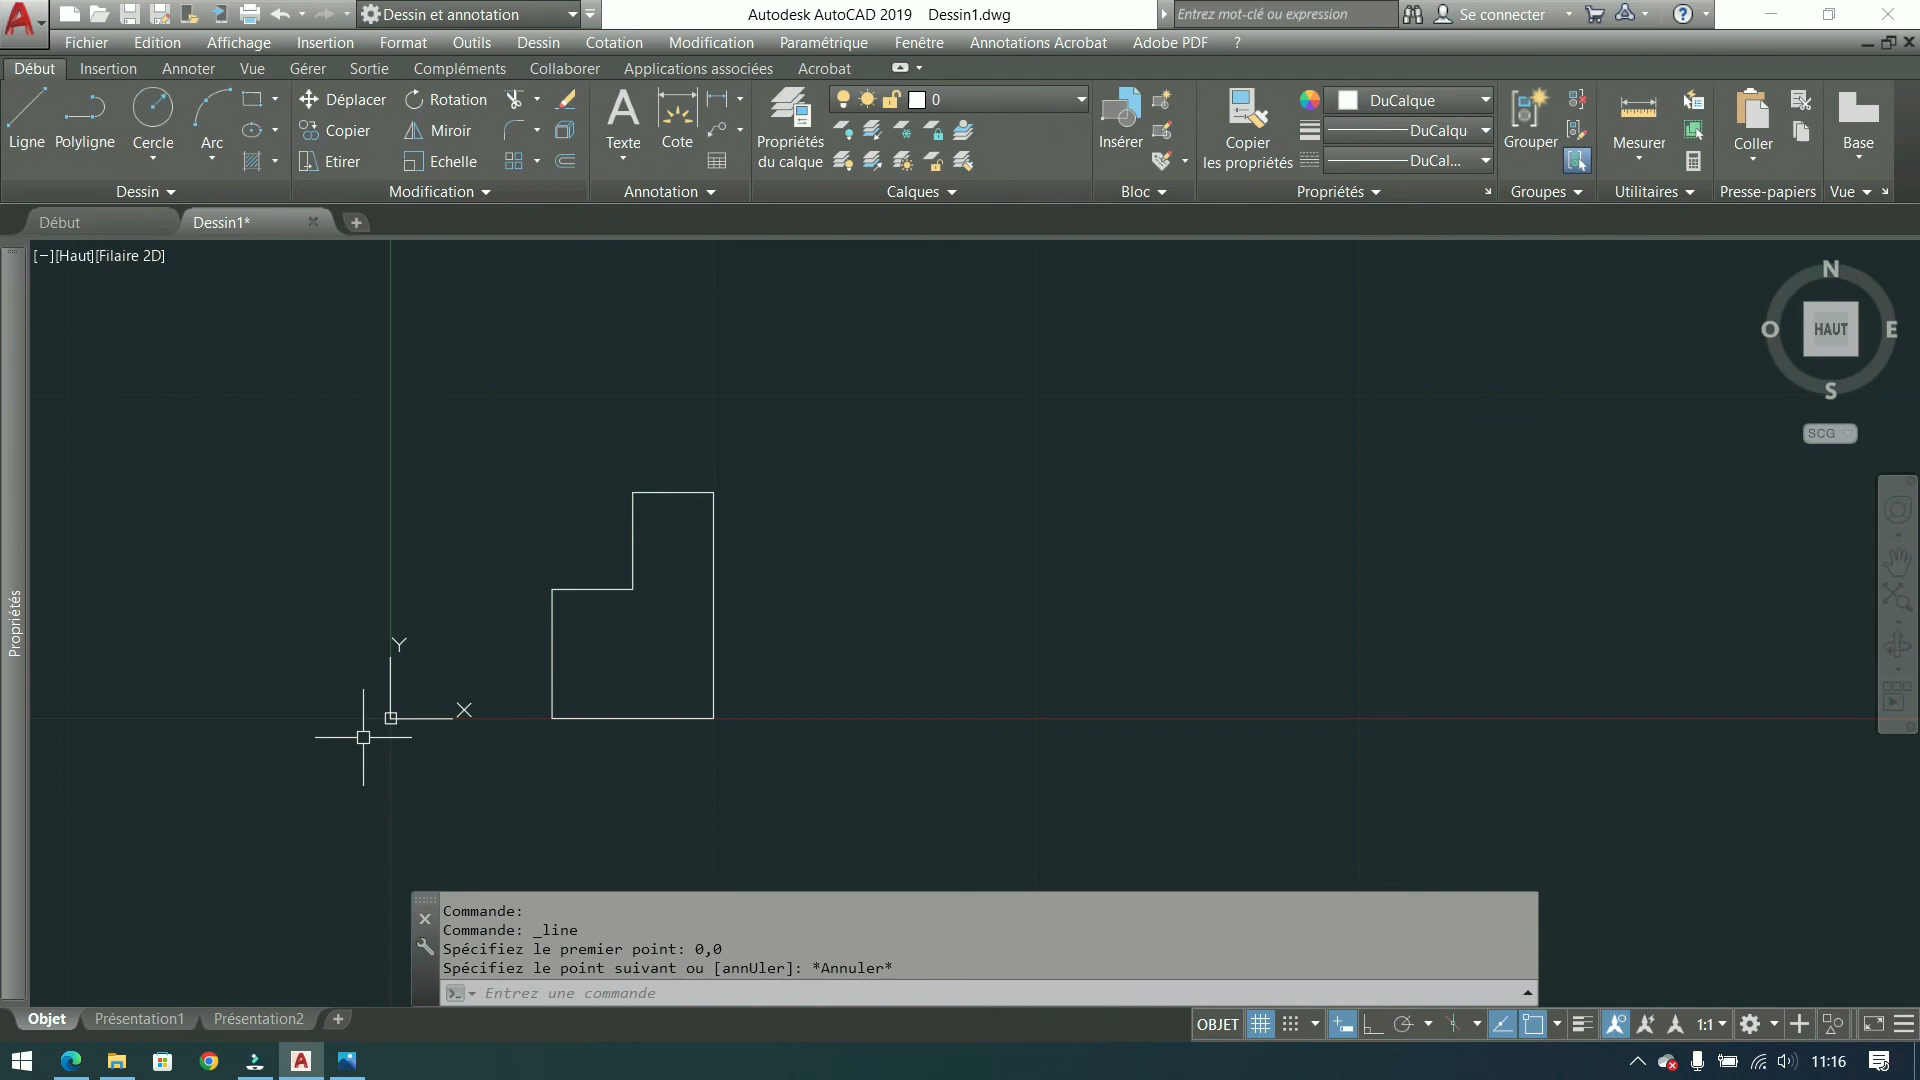 Dessin et annotation
Autodesk AutoCAD 2019 Dessin1.dwg
Entrez mot-clé ou expression
Se connecter
Fichier Edition Affichage Insertion Format Outils Dessin Cotation Modification Paramétrique Fenêtre Annotations Acrobat Adobe PDF ?
Début Insertion Annoter Vue Gérer Sortie Compléments Collaborer Applications associées Acrobat
Ligne
Polyligne
Cercle
Arc
Dessin
Déplacer
Rotation
Copier
Miroir
Etirer
Echelle
Modification
Texte
Cote
Annotation
Propriétés
du calque
0
Calques
Insérer
Bloc
Copier
les propriétés
DuCalque
DuCalqu
DuCal...
Propriétés
Grouper
Groupes
Mesurer
Utilitaires
Coller
Presse-papiers
Base
Vue
Début
Dessin1*
[−][Haut][Filaire 2D]
N
O
HAUT
E
S
SCG
Propriétés
Y
X
Commande:
Commande: _line
Spécifiez le premier point: 0,0
Spécifiez le point suivant ou [annUler]: *Annuler*
Entrez une commande
Objet
Présentation1
Présentation2
OBJET
1:1
11:16